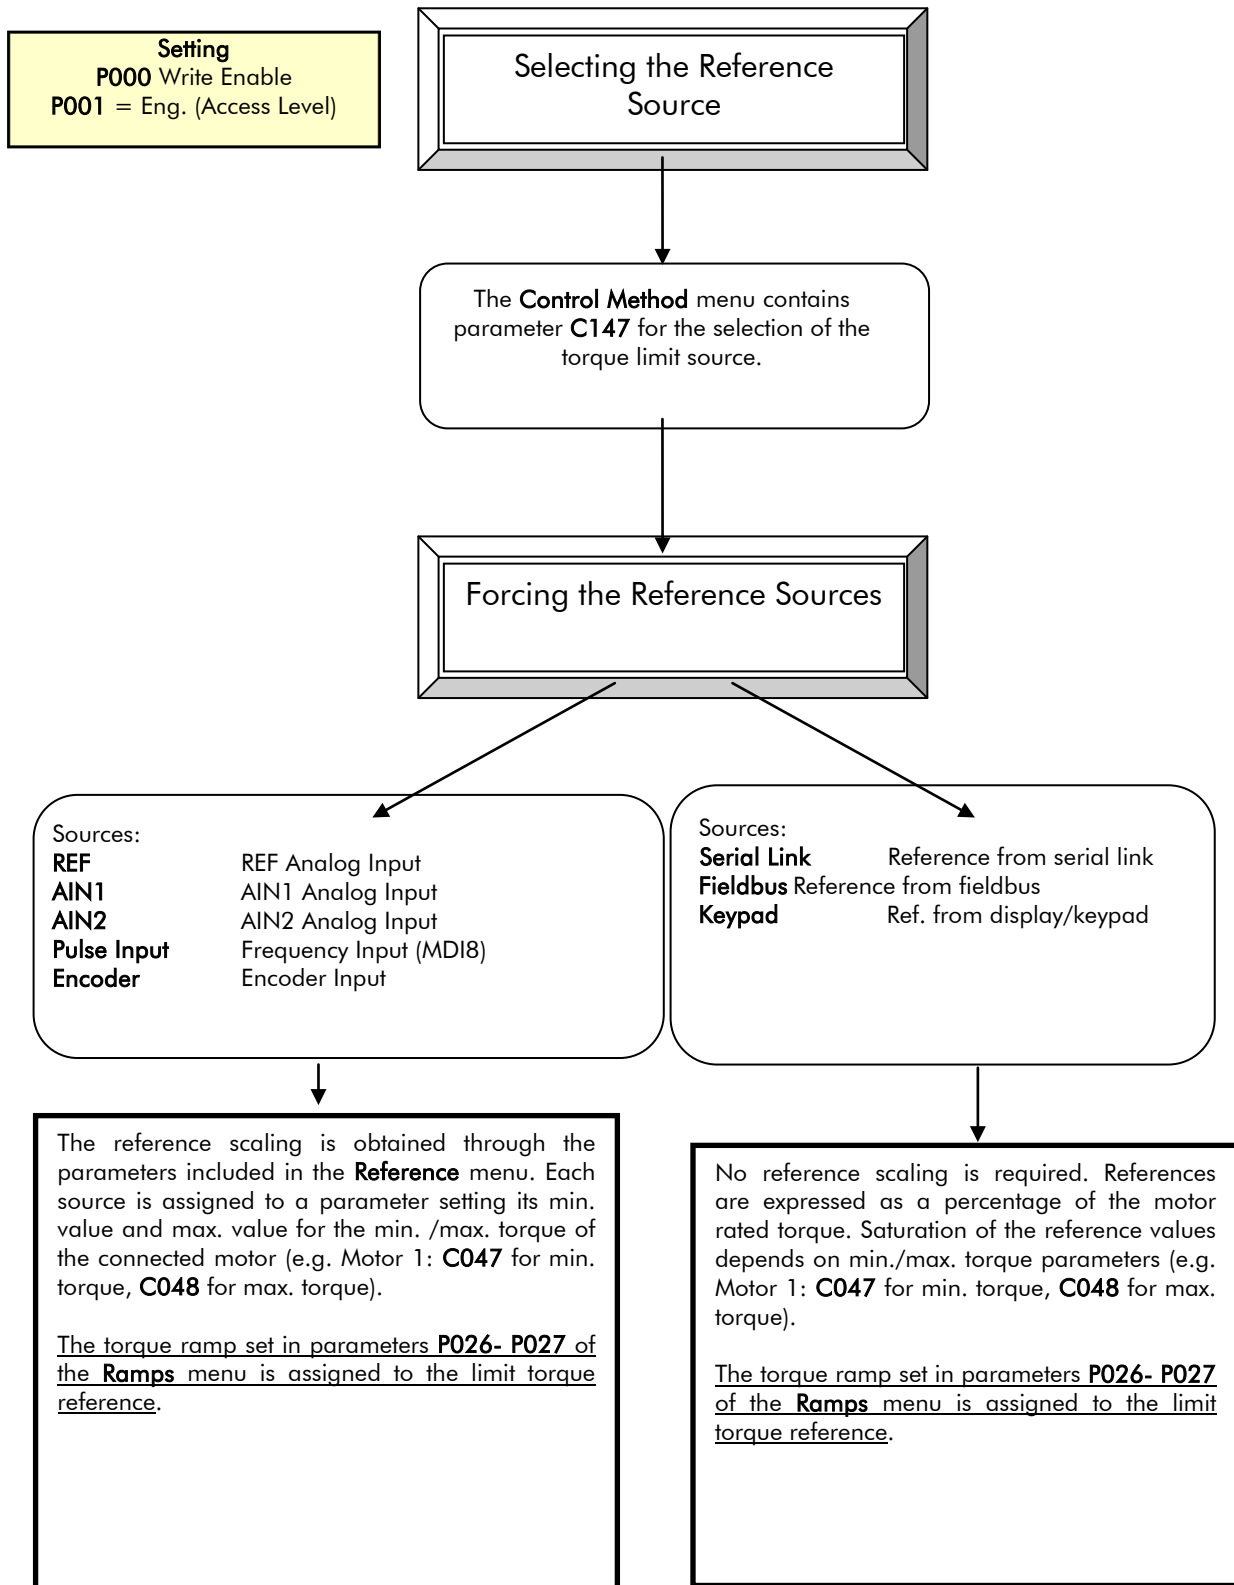 Setting
P000 Write Enable
P001 = Eng. (Access Level)
Selecting the Reference
Source
The Control Method menu contains
parameter C147 for the selection of the
torque limit source.
Forcing the Reference Sources
Sources:
REF REF Analog Input
AIN1 AIN1 Analog Input
AIN2 AIN2 Analog Input
Pulse Input Frequency Input (MDI8)
Encoder Encoder Input
Sources:
Serial Link Reference from serial link
Fieldbus Reference from fieldbus
Keypad Ref. from display/keypad
The reference scaling is obtained through the
parameters included in the Reference menu. Each
source is assigned to a parameter setting its min.
value and max. value for the min. /max. torque of
the connected motor (e.g. Motor 1: C047 for min.
torque, C048 for max. torque).
The torque ramp set in parameters P026- P027 of
the Ramps menu is assigned to the limit torque
reference.
No reference scaling is required. References
are expressed as a percentage of the motor
rated torque. Saturation of the reference values
depends on min./max. torque parameters (e.g.
Motor 1: C047 for min. torque, C048 for max.
torque).
The torque ramp set in parameters P026- P027
of the Ramps menu is assigned to the limit
torque reference.